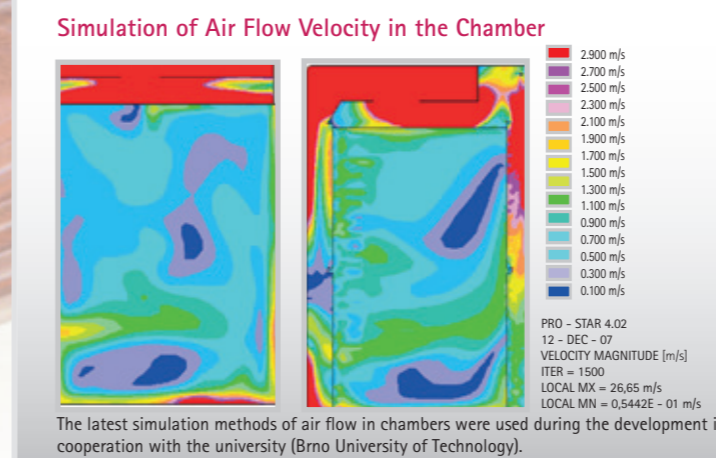 Simulation of Air Flow Velocity in the Chamber
2.900 m/s
2.700 m/s
2.500 m/s
2.300 m/s
2.100 m/s
1.900 m/s
1.700 m/s
1.500 m/s
1.300 m/s
1.100 m/s
0.900 m/s
0.700 m/s
0.500 m/s
0.300 m/s
0.100 m/s
PRO - STAR 4.02
12 - DEC - 07
VELOCITY MAGNITUDE [m/s]
ITER = 1500
LOCAL MX = 26,65 m/s
LOCAL MN = 0,5442E - 01 m/s
The latest simulation methods of air flow in chambers were used during the development i
cooperation with the university (Brno University of Technology).